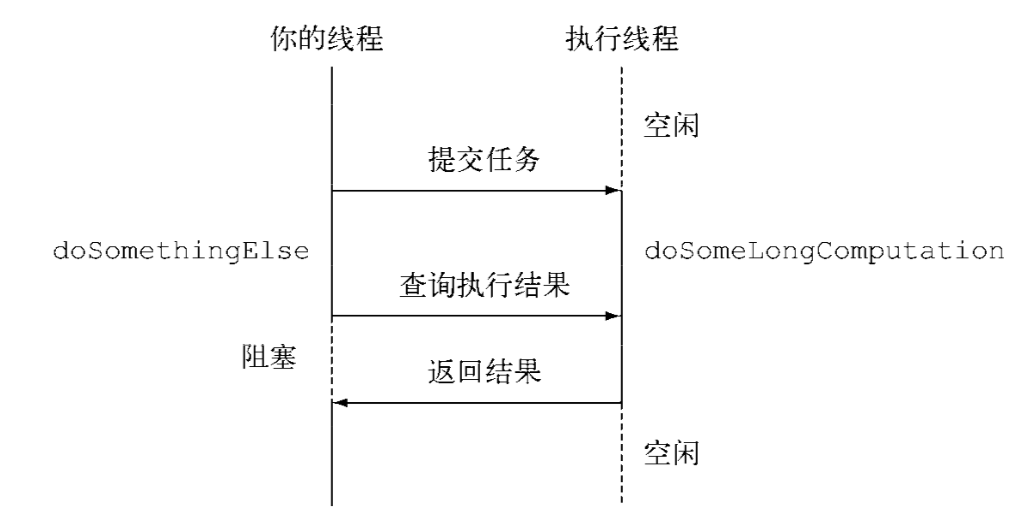 你的线程
执行线程
空闲
提交任务
doSomethingElse
doSomeLongComputation
查询执行结果
阻塞
返回结果
空闲